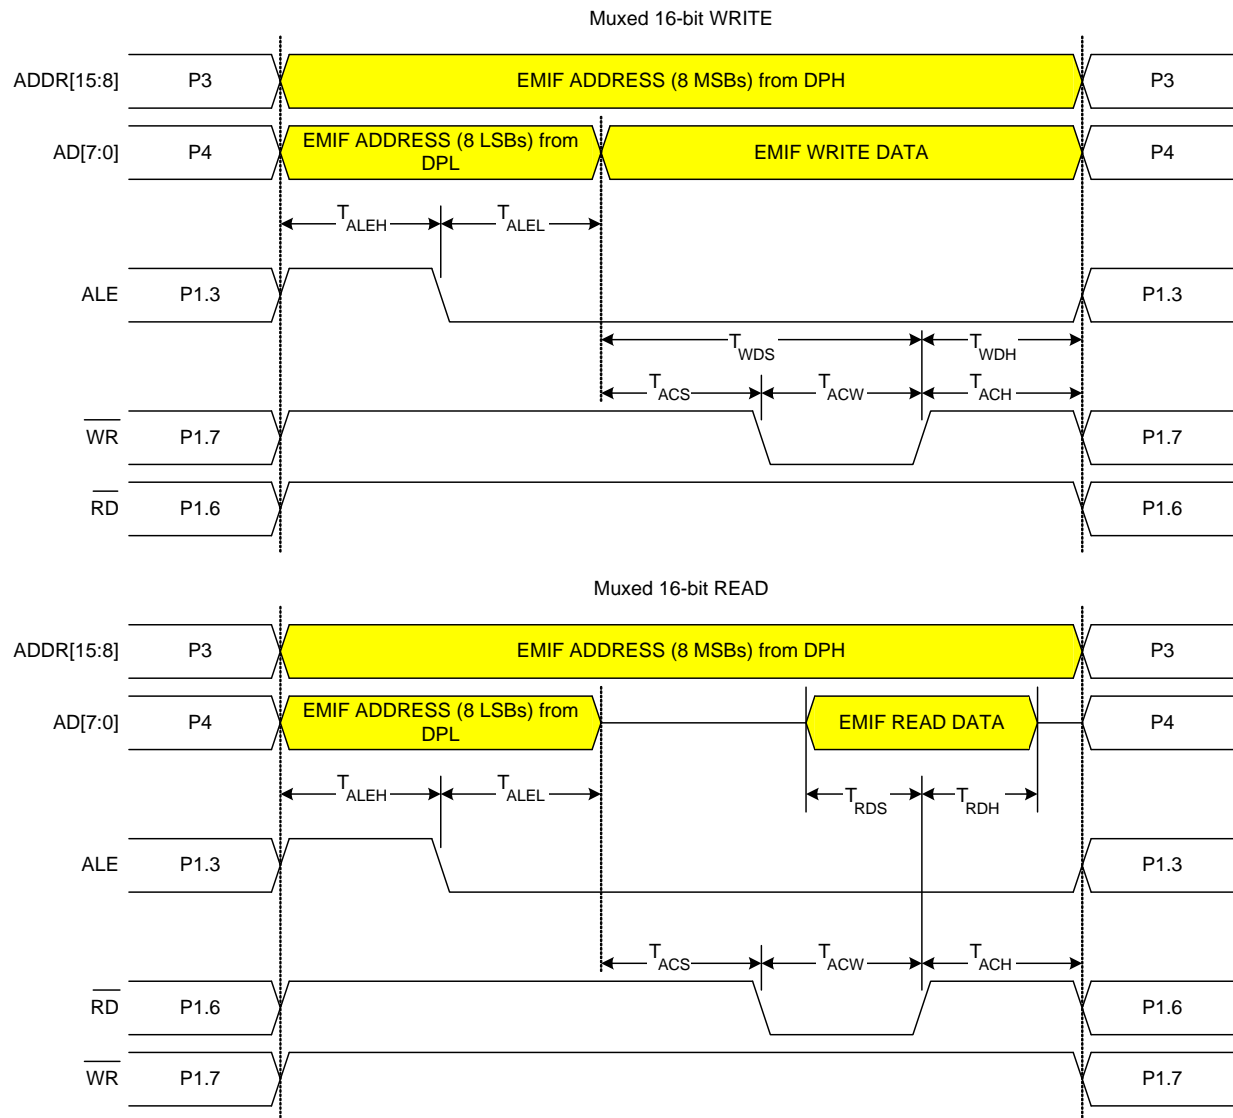 Muxed 16-bit WRITE
ADDR[15:8] P3 EMIF ADDRESS (8 MSBs) from DPH P3
AD[7:0] P4 EMIF ADDRESS (8 LSBs) from DPL EMIF WRITE DATA P4
TALEH TALEL
ALE P1.3 P1.3
TWDS TWDH
TACS TACW TACH
WR P1.7 P1.7
RD P1.6 P1.6
Muxed 16-bit READ
ADDR[15:8] P3 EMIF ADDRESS (8 MSBs) from DPH P3
AD[7:0] P4 EMIF ADDRESS (8 LSBs) from DPL EMIF READ DATA P4
TALEH TALEL TRDS TRDH
ALE P1.3 P1.3
TACS TACW TACH
RD P1.6 P1.6
WR P1.7 P1.7